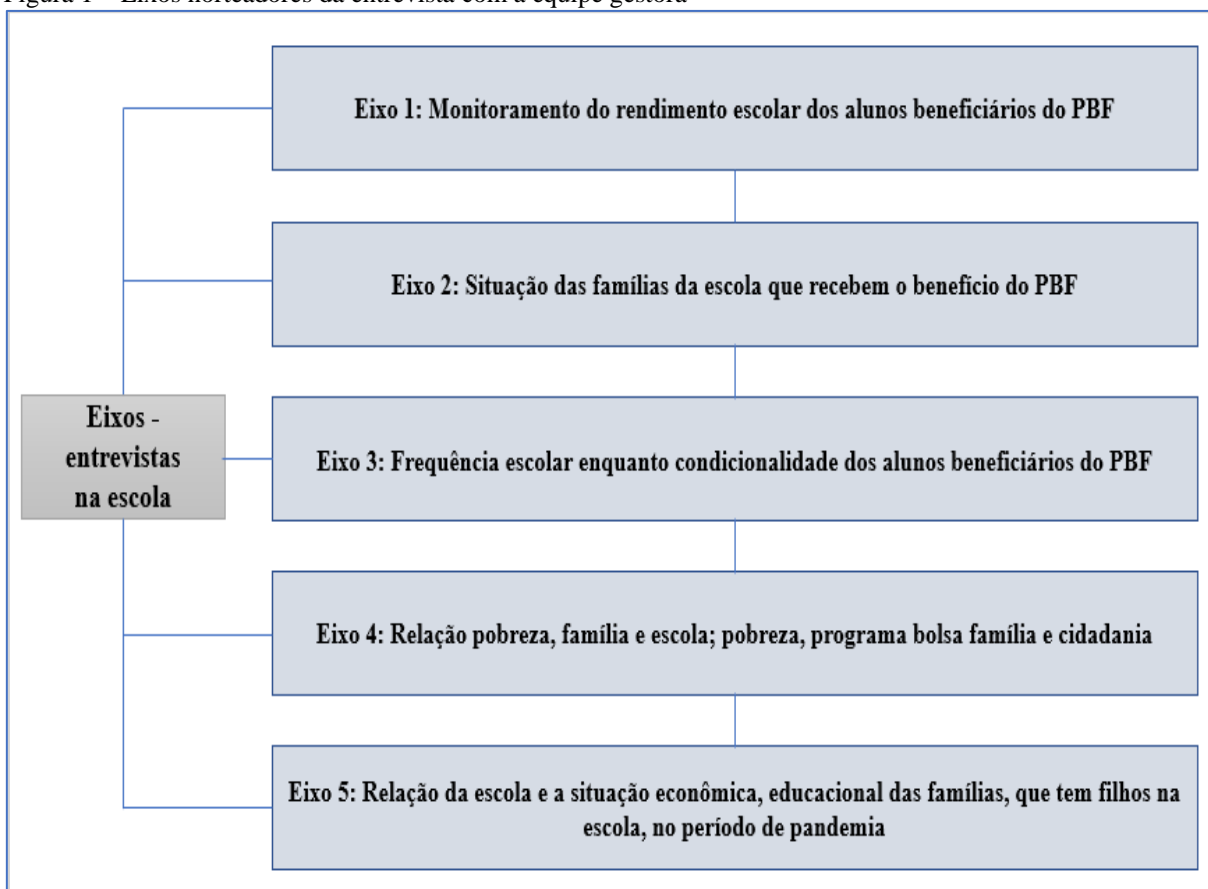 Figura 1 – Eixos norteadores da entrevista com a equipe gestora
Eixo 1: Monitoramento do rendimento escolar dos alunos beneficiários do PBF
Eixo 2: Situação das famílias da escola que recebem o benefício do PBF
Eixos -
entrevistas
na escola
Eixo 3: Frequência escolar enquanto condicionalidade dos alunos beneficiários do PBF
Eixo 4: Relação pobreza, família e escola; pobreza, programa bolsa família e cidadania
Eixo 5: Relação da escola e a situação econômica, educacional das famílias, que tem filhos na
escola, no período de pandemia